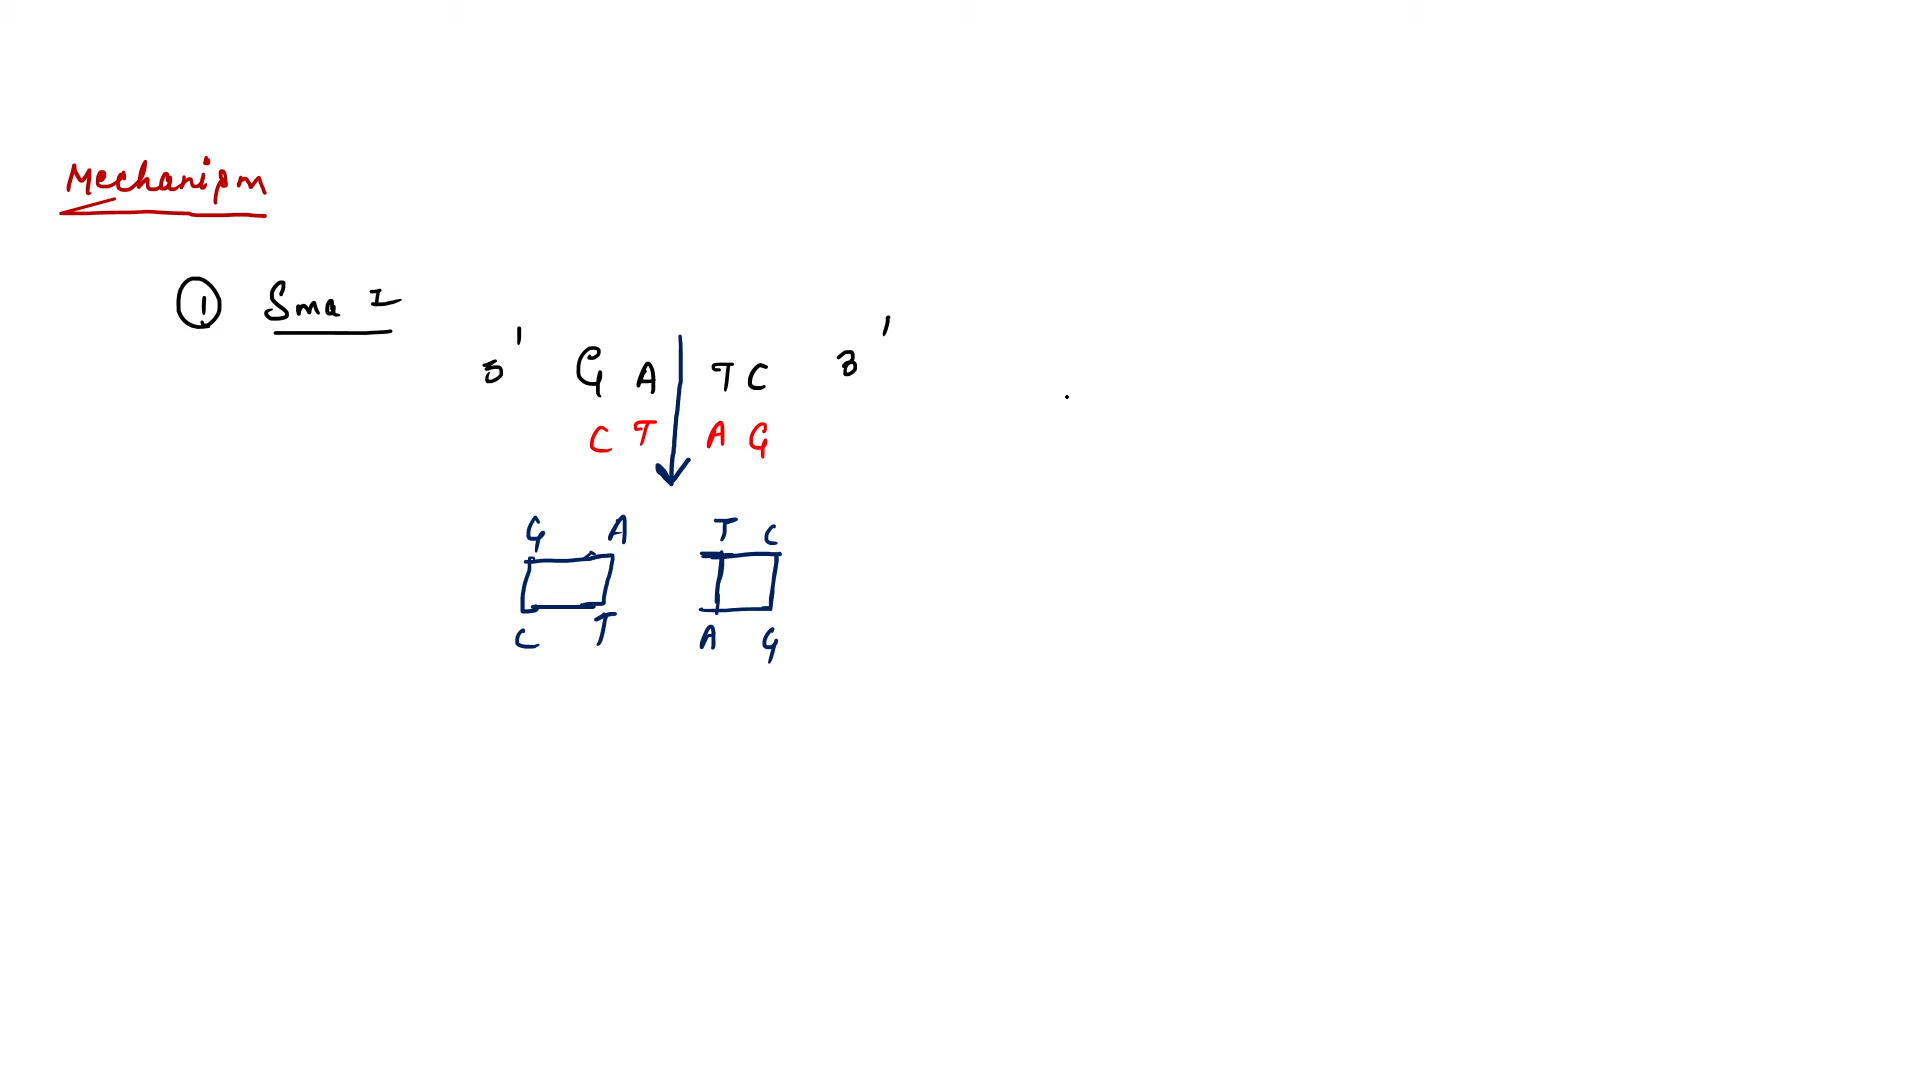 Mechanism
① Sma I
5' G A T C 3'
C T A G
G A T C
C T A G